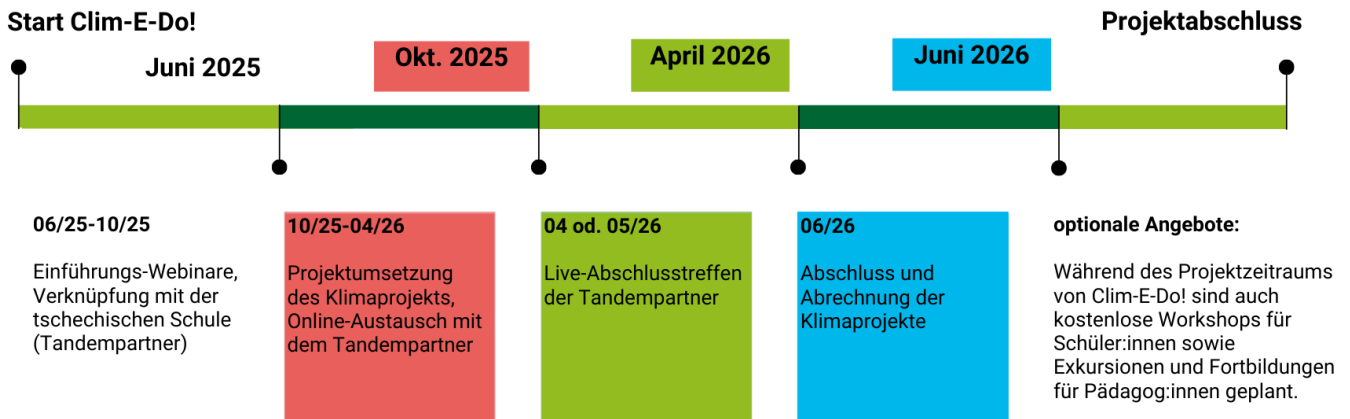 Start Clim-E-Do!
Projektabschluss
Juni 2025
Okt. 2025
April 2026
Juni 2026
06/25-10/25
Einführungs-Webinare,
Verknüpfung mit der
tschechischen Schule
(Tandempartner)
10/25-04/26
Projektumsetzung
des Klimaprojekts,
Online-Austausch mit
dem Tandempartner
04 od. 05/26
Live-Abschlusstreffen
der Tandempartner
06/26
Abschluss und
Abrechnung der
Klimaprojekte
optionale Angebote:
Während des Projektzeitraums
von Clim-E-Do! sind auch
kostenlose Workshops für
Schüler:innen sowie
Exkursionen und Fortbildungen
für Pädagog:innen geplant.